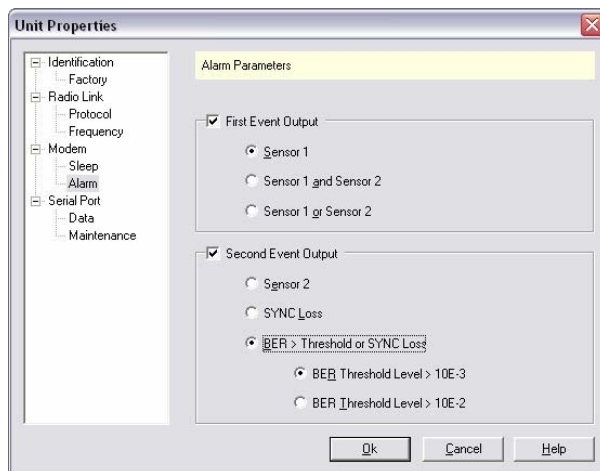 Unit Properties
Identification
Factory
Radio Link
Protocol
Frequency
Modem
Sleep
Alarm
Serial Port
Data
Maintenance
Alarm Parameters
First Event Output
Sensor 1
Sensor 1 and Sensor 2
Sensor 1 or Sensor 2
Second Event Output
Sensor 2
SYNC Loss
BER > Threshold or SYNC Loss
BER Threshold Level > 10E-3
BER Threshold Level > 10E-2
Ok
Cancel
Help